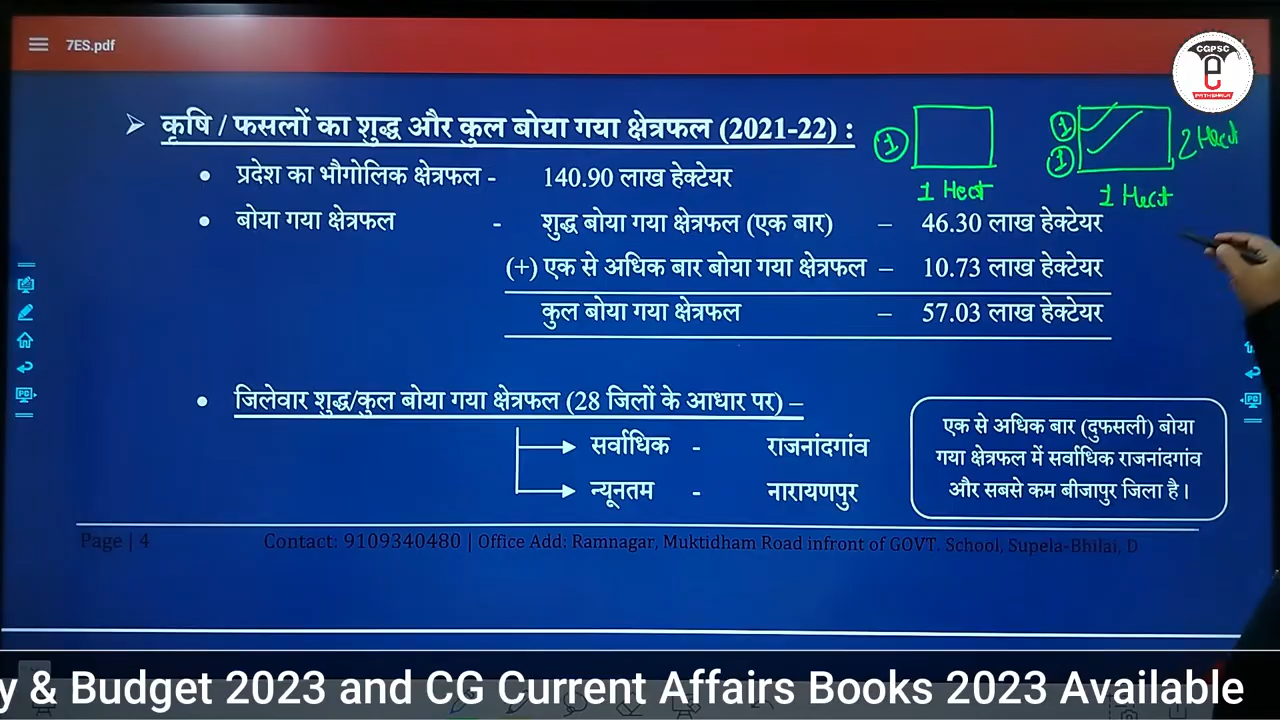 7ES.pdf
CGPSC
PATHSHALA
➤ कृषि / फसलों का शुद्ध और कुल बोया गया क्षेत्रफल (2021-22) :
① 1 Hect
① ① 1 Hect 2 Hect
• प्रदेश का भौगोलिक क्षेत्रफल - 140.90 लाख हेक्टेयर
• बोया गया क्षेत्रफल - शुद्ध बोया गया क्षेत्रफल (एक बार) – 46.30 लाख हेक्टेयर
(+) एक से अधिक बार बोया गया क्षेत्रफल – 10.73 लाख हेक्टेयर
कुल बोया गया क्षेत्रफल – 57.03 लाख हेक्टेयर
• जिलेवार शुद्ध/कुल बोया गया क्षेत्रफल (28 जिलों के आधार पर) –
सर्वाधिक - राजनांदगांव
न्यूनतम - नारायणपुर
एक से अधिक बार (दुफसली) बोया
गया क्षेत्रफल में सर्वाधिक राजनांदगांव
और सबसे कम बीजापुर जिला है।
Page | 4 Contact: 9109340480 | Office Add: Ramnagar, Muktidham Road infront of GOVT. School, Supela-Bhilai, D
y & Budget 2023 and CG Current Affairs Books 2023 Available